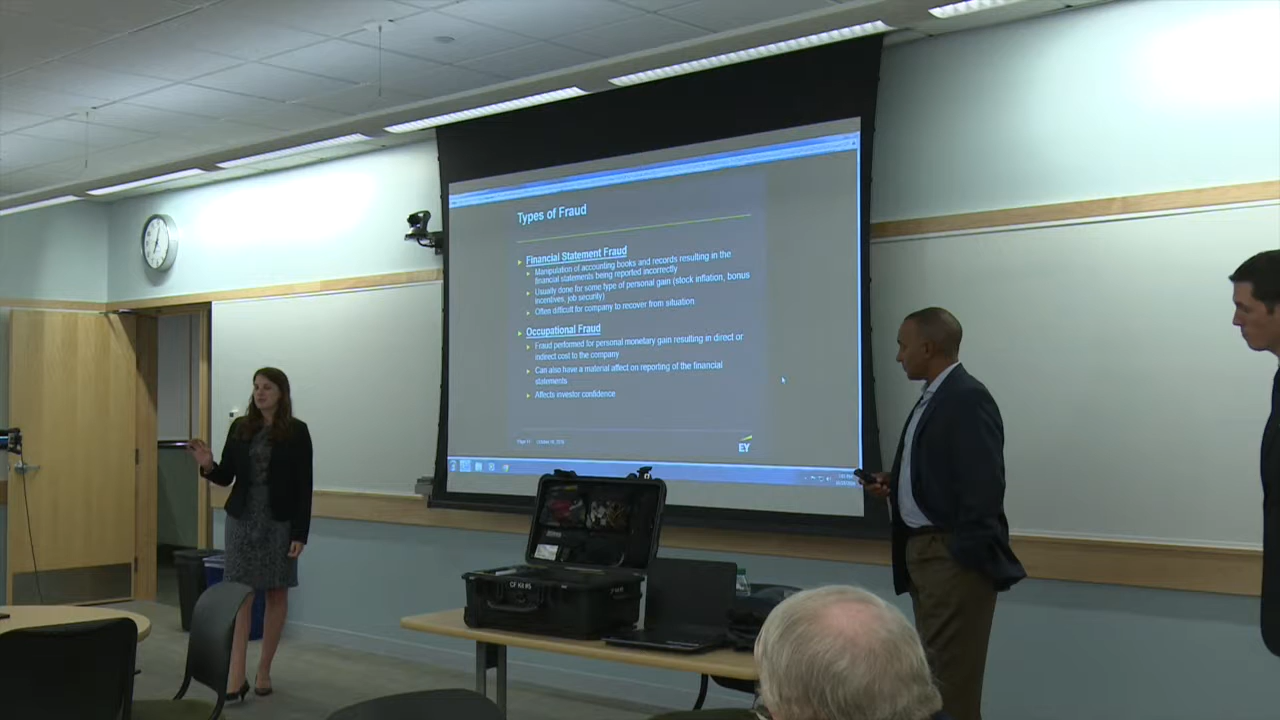 Types of Fraud
Financial Statement Fraud
Manipulation of accounting books and records resulting in the
financial statements being reported incorrectly
Usually done for some type of personal gain (stock inflation, bonus
incentives, job security)
Often difficult for company to recover from situation
Occupational Fraud
Fraud performed for personal monetary gain resulting in direct or
indirect cost to the company
Can also have a material affect on reporting of the financial
statements
Affects investor confidence
EY
CF Kit #5